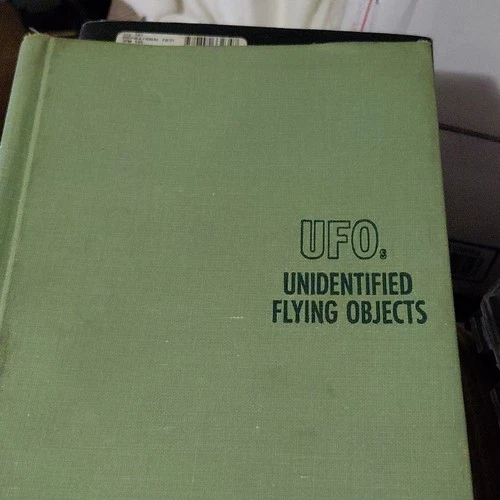 UFOs
UNIDENTIFIED
FLYING OBJECTS